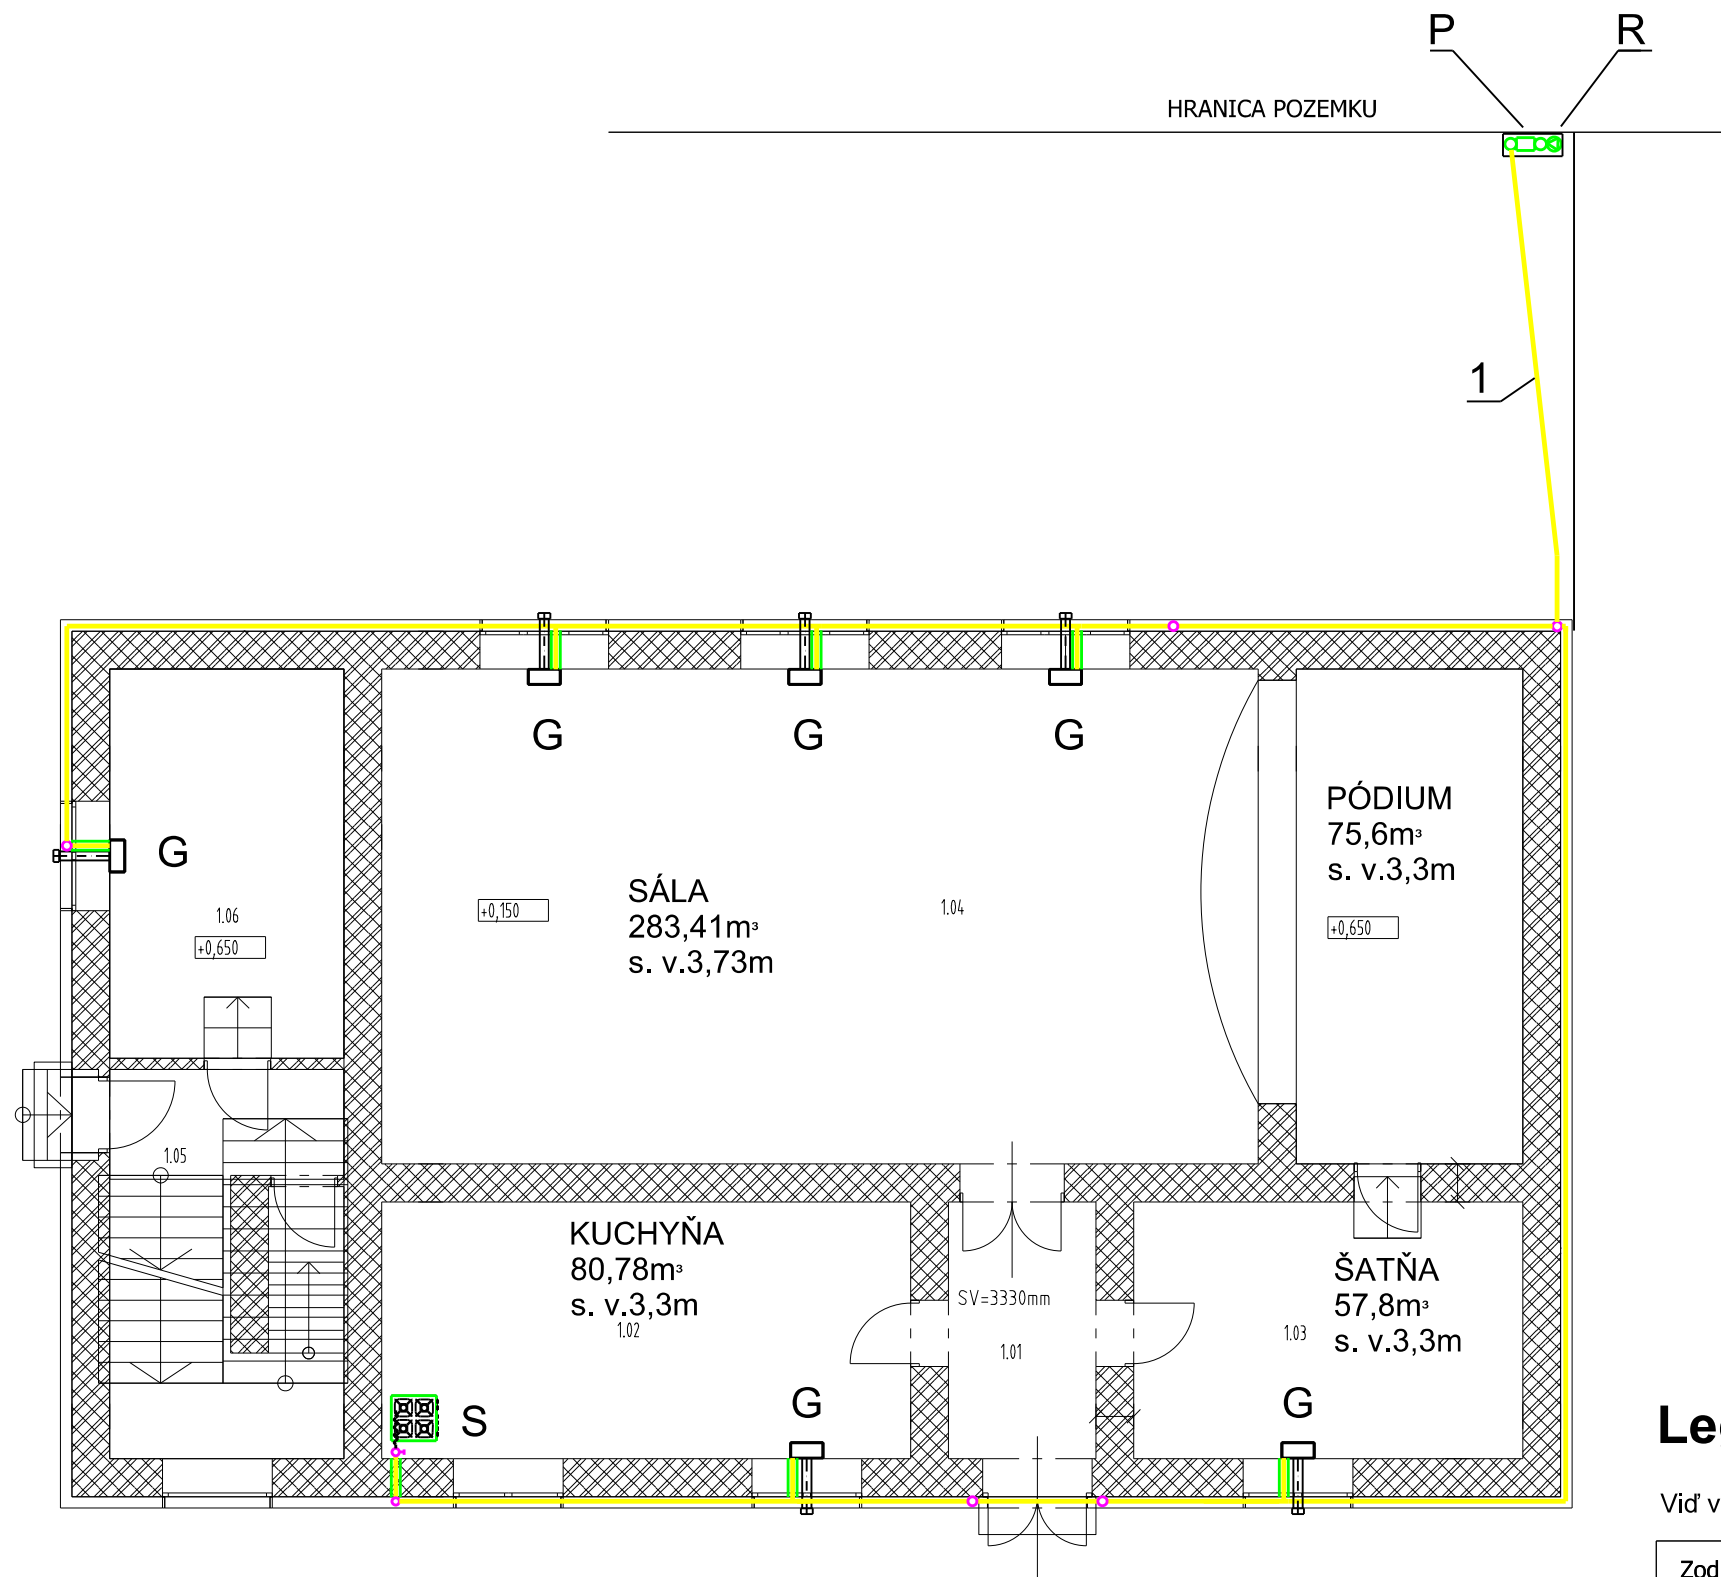 P
R
HRANICA POZEMKU
1
G
G
G
PÓDIUM
75,6m³
s. v.3,3m
+0,650
G
1.06
+0,650
SÁLA
283,41m³
s. v.3,73m
+0,150
1.04
1.05
KUCHYŇA
80,78m³
s. v.3,3m
1.02
SV=3330mm
1.01
ŠATŇA
57,8m³
s. v.3,3m
1.03
S
G
G
Viď v
Zod